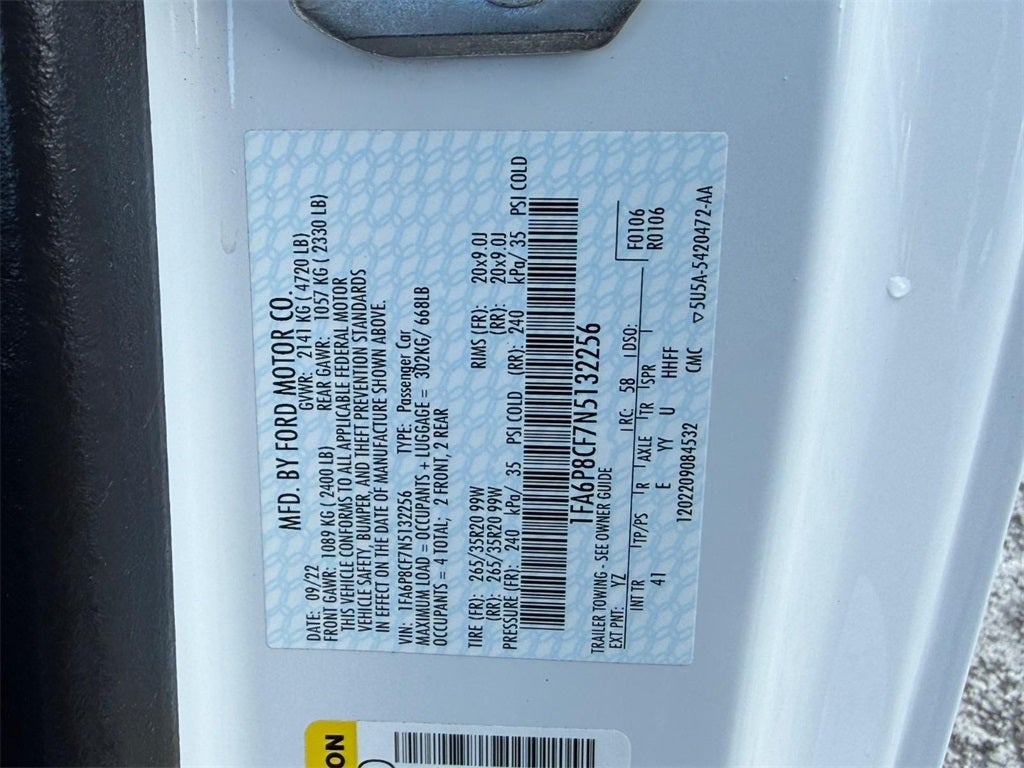 MFD. BY FORD MOTOR CO.
DATE: 09/22 GVWR: 2141 KG ( 4720 LB)
FRONT GAWR: 1089 KG ( 2400 LB) REAR GAWR: 1057 KG ( 2330 LB)
THIS VEHICLE CONFORMS TO ALL APPLICABLE FEDERAL MOTOR
VEHICLE SAFETY, BUMPER, AND THEFT PREVENTION STANDARDS
IN EFFECT ON THE DATE OF MANUFACTURE SHOWN ABOVE.
VIN: 1FA6P8CF7N5132256 TYPE: Passenger Car
MAXIMUM LOAD = OCCUPANTS + LUGGAGE = 302KG/ 668LB
OCCUPANTS = 4 TOTAL; 2 FRONT, 2 REAR
TIRE (FR): 265/35R20 99W RIMS (FR): 20x9.0J
(RR): 265/35R20 99W (RR): 20x9.0J
PRESSURE (FR): 240 kPa/ 35 PSI COLD (RR): 240 kPa/ 35 PSI COLD
1FA6P8CF7N5132256
TRAILER TOWING - SEE OWNER GUIDE
EXT PNT: YZ RC: 58 DSO: F0106
R0106
INT TR TP/PS R AXLE TR SPR
41 E YY U HHFF
1202209084532 CMC ▽5U5A-5420472-AA
ON